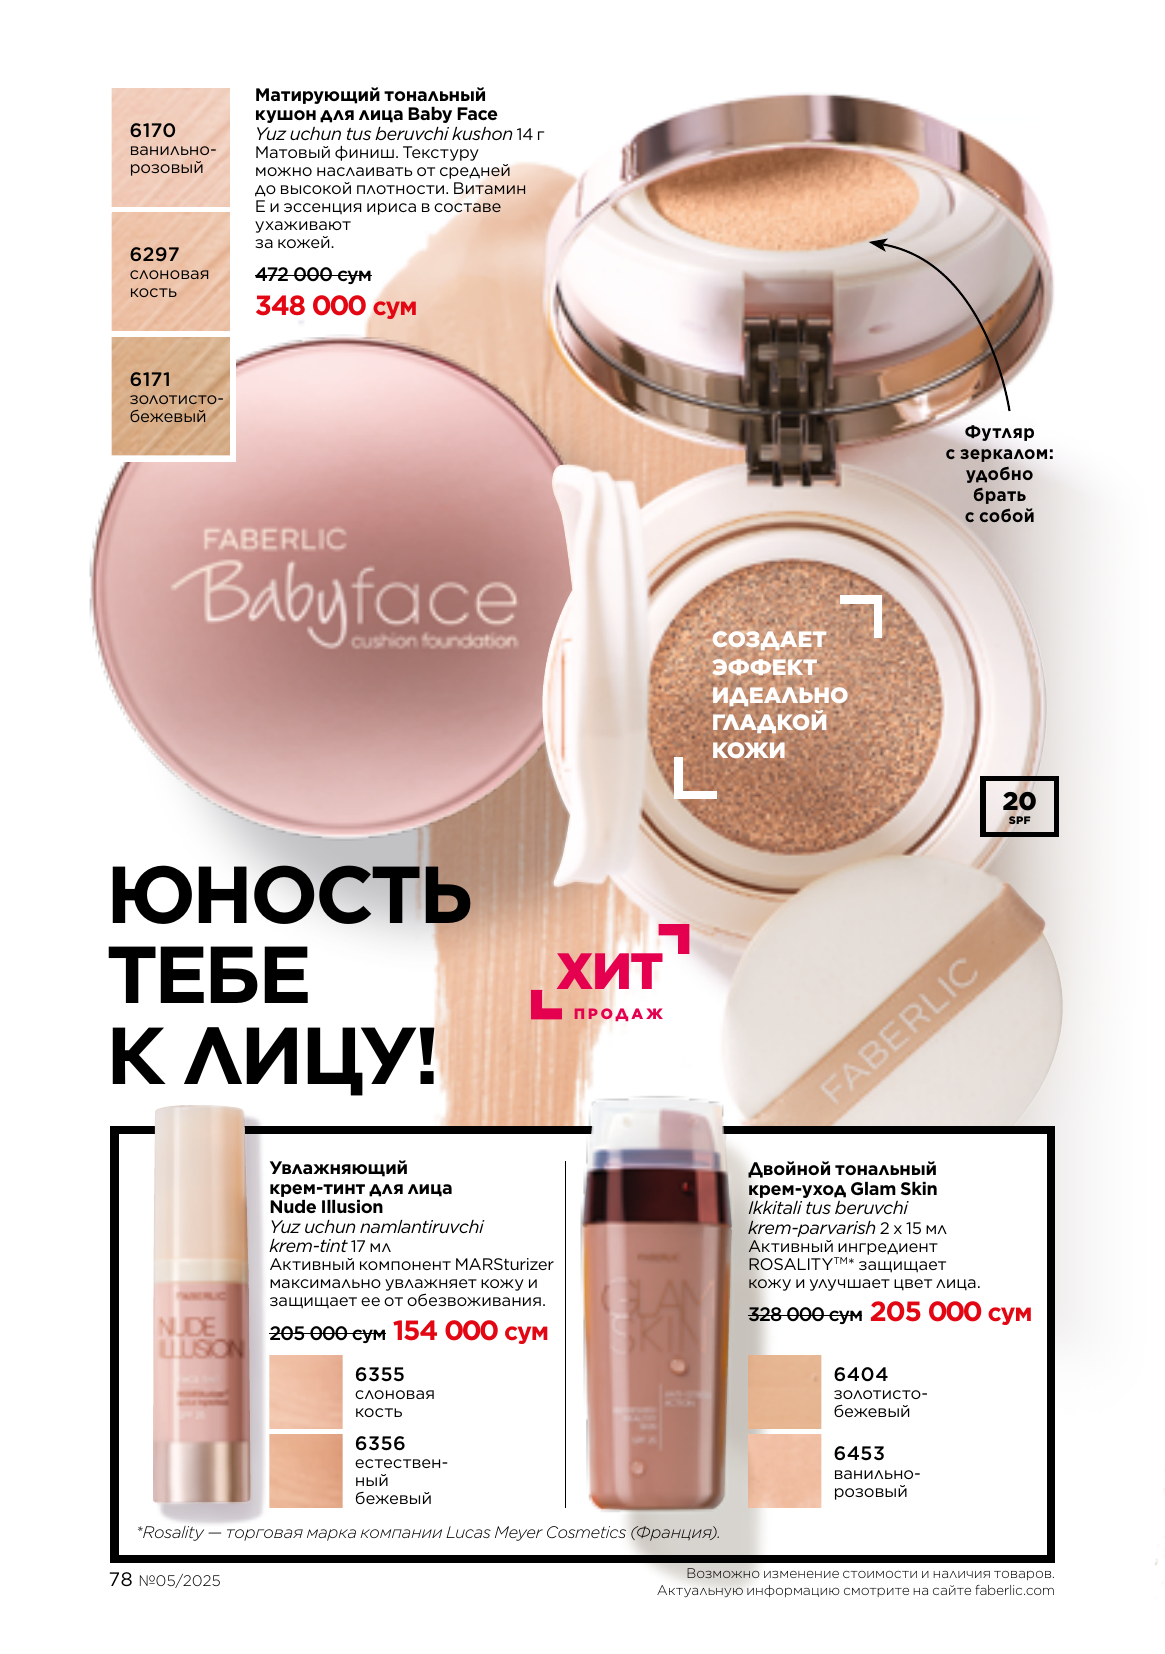 6170
ванильно-
розовый
6297
слоновая
кость
6171
золотисто-
бежевый
Матирующий тональный
кушон для лица Baby Face
Yuz uchun tus beruvchi kushon 14 г
Матовый финиш. Текстуру
можно наслаивать от средней
до высокой плотности. Витамин
Е и эссенция ириса в составе
ухаживают
за кожей.
472 000 сум
348 000 сум
Футляр
с зеркалом:
удобно
брать
с собой
FABERLIC
Babyface
cushion foundation
СОЗДАЕТ
ЭФФЕКТ
ИДЕАЛЬНО
ГЛАДКОЙ
КОЖИ
20
SPF
FABERLIC
ЮНОСТЬ
ТЕБЕ
К ЛИЦУ!
ХИТ
ПРОДАЖ
FABERLIC
NUDE
ILLUSION
Увлажняющий
крем-тинт для лица
Nude Illusion
Yuz uchun namlantiruvchi
krem-tint 17 мл
Активный компонент MARSturizer
максимально увлажняет кожу и
защищает ее от обезвоживания.
205 000 сум 154 000 сум
6355
слоновая
кость
6356
естествен-
ный
бежевый
FABERLIC
GLAM
SKIN
Двойной тональный
крем-уход Glam Skin
Ikkitali tus beruvchi
krem-parvarish 2 x 15 мл
Активный ингредиент
ROSALITY™* защищает
кожу и улучшает цвет лица.
328 000 сум 205 000 сум
6404
золотисто-
бежевый
6453
ванильно-
розовый
*Rosality — торговая марка компании Lucas Meyer Cosmetics (Франция).
78 №05/2025
Возможно изменение стоимости и наличия товаров.
Актуальную информацию смотрите на сайте faberlic.com